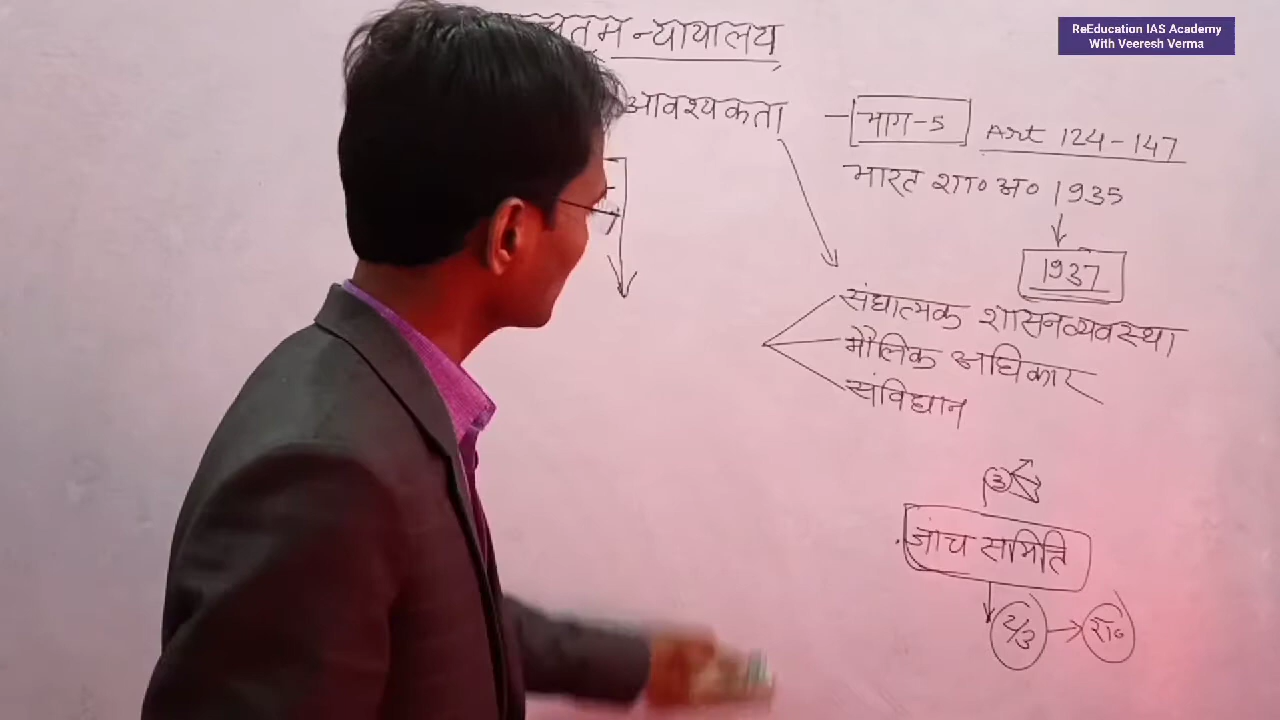 ReEducation IAS Academy
With Veeresh Verma
न्यायालय
आवश्यकता - भाग-5 Art 124-147
भारत शा० अ० 1935
1937
संघात्मक शासनव्यवस्था
मौलिक अधिकार
संविधान
3
जांच समिति
2/3 → रा०